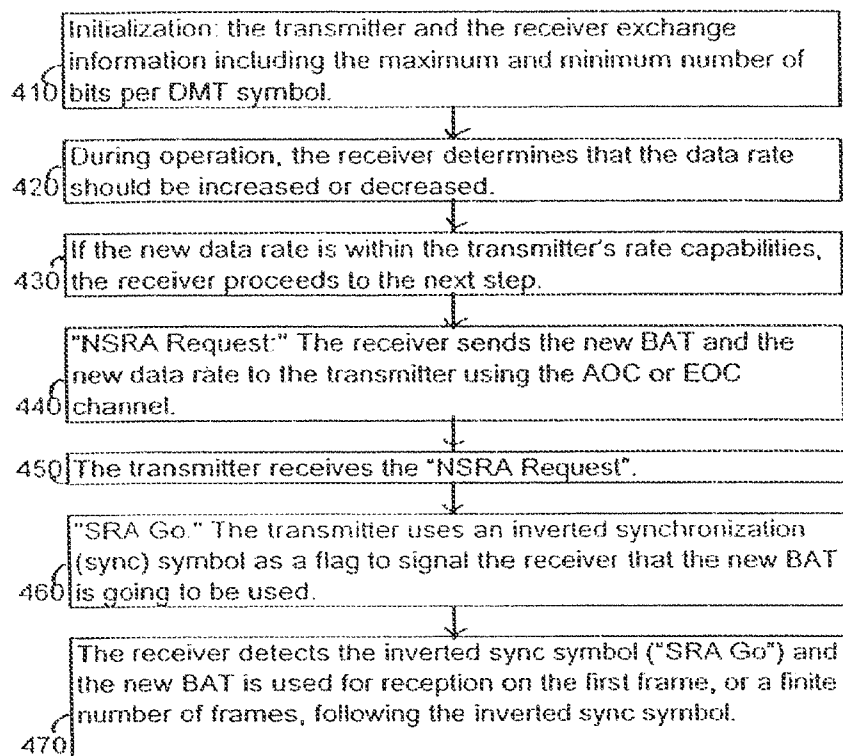 Initialization: the transmitter and the receiver exchange
information including the maximum and minimum number of
410 bits per DMT symbol.
During operation, the receiver determines that the data rate
420 should be increased or decreased.
If the new data rate is within the transmitter's rate capabilities,
430 the receiver proceeds to the next step.
"NSRA Request:" The receiver sends the new BAT and the
new data rate to the transmitter using the AOC or EOC
440 channel.
450 The transmitter receives the "NSRA Request".
"SRA Go." The transmitter uses an inverted synchronization
(sync) symbol as a flag to signal the receiver that the new BAT
460 is going to be used.
The receiver detects the inverted sync symbol ("SRA Go") and
the new BAT is used for reception on the first frame, or a finite
number of frames, following the inverted sync symbol.
470